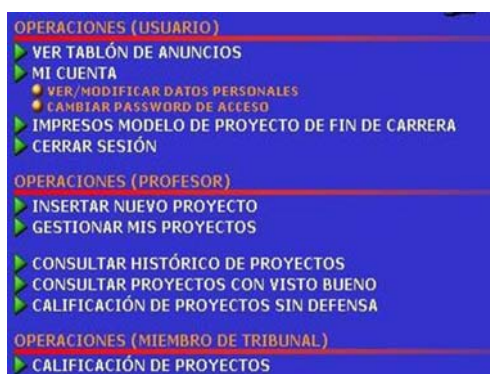 OPERACIONES (USUARIO)
VER TABLÓN DE ANUNCIOS
MI CUENTA
VER/MODIFICAR DATOS PERSONALES
CAMBIAR PASSWORD DE ACCESO
IMPRESOS MODELO DE PROYECTO DE FIN DE CARRERA
CERRAR SESIÓN
OPERACIONES (PROFESOR)
INSERTAR NUEVO PROYECTO
GESTIONAR MIS PROYECTOS
CONSULTAR HISTÓRICO DE PROYECTOS
CONSULTAR PROYECTOS CON VISTO BUENO
CALIFICACIÓN DE PROYECTOS SIN DEFENSA
OPERACIONES (MIEMBRO DE TRIBUNAL)
CALIFICACIÓN DE PROYECTOS